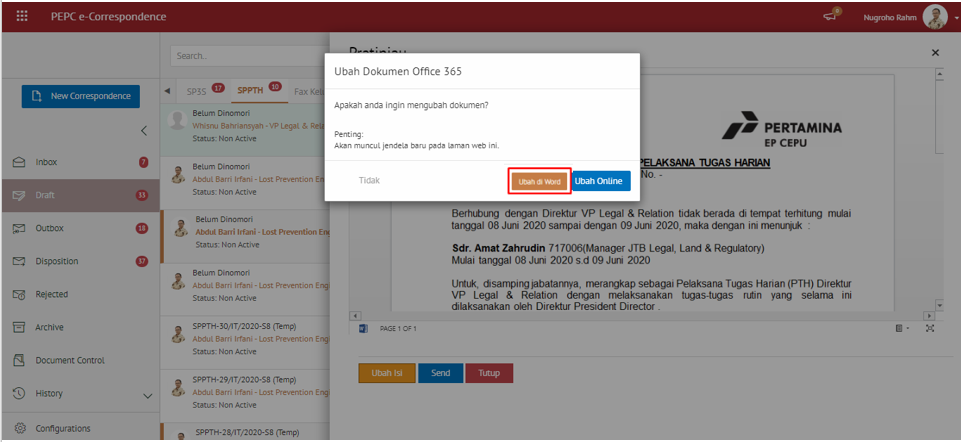 PEPC e-Correspondence
6
Nugroho Rahm
New Correspondence
Inbox
7
Draft
33
Outbox
18
Disposition
37
Rejected
Archive
Document Control
History
Configurations
Search..
SP3S 17 SPPTH 10 Fax Kel
Belum Dinomori
Whisnu Bahriansyah - VP Legal & Rela
Status: Non Active
Belum Dinomori
Abdul Barri Irfani - Lost Prevention Eng
Status: Non Active
Belum Dinomori
Abdul Barri Irfani - Lost Prevention Eng
Status: Non Active
Belum Dinomori
Abdul Barri Irfani - Lost Prevention Eng
Status: Non Active
SPPTH-30/IT/2020-S8 (Temp)
Abdul Barri Irfani - Lost Prevention Eng
Status: Non Active
SPPTH-29/IT/2020-S8 (Temp)
Abdul Barri Irfani - Lost Prevention Eng
Status: Non Active
SPPTH-28/IT/2020-S8 (Temp)
Pratinjau
Ubah Dokumen Office 365
Apakah anda ingin mengubah dokumen?
Penting:
Akan muncul jendela baru pada laman web ini.
Tidak
Ubah di Word
Ubah Online
PERTAMINA
EP CEPU
PELAKSANA TUGAS HARIAN
No. -
Berhubung dengan Direktur VP Legal & Relation tidak berada di tempat terhitung mulai
tanggal 08 Juni 2020 sampai dengan 09 Juni 2020, maka dengan ini menunjuk :
Sdr. Amat Zahrudin 717006(Manager JTB Legal, Land & Regulatory)
Mulai tanggal 08 Juni 2020 s.d 09 Juni 2020
Untuk, disamping jabatannya, merangkap sebagai Pelaksana Tugas Harian (PTH) Direktur
VP Legal & Relation dengan melaksanakan tugas-tugas rutin yang selama ini
dilaksanakan oleh Direktur President Director .
PAGE 1 OF 1
Ubah Isi
Send
Tutup